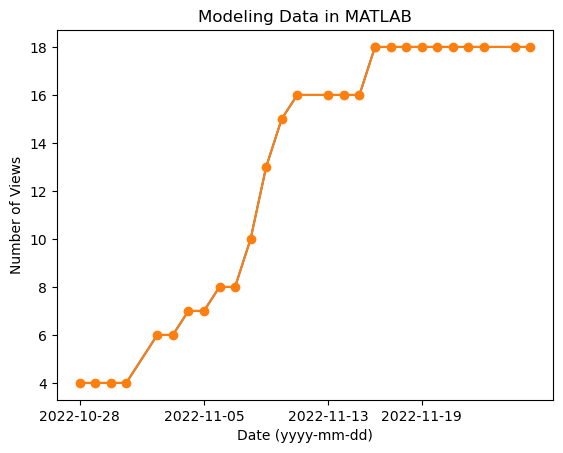 Modeling Data in MATLAB
18
16
14
12
10
8
6
4
Number of Views
2022-10-28 2022-11-05 2022-11-13 2022-11-19
Date (yyyy-mm-dd)